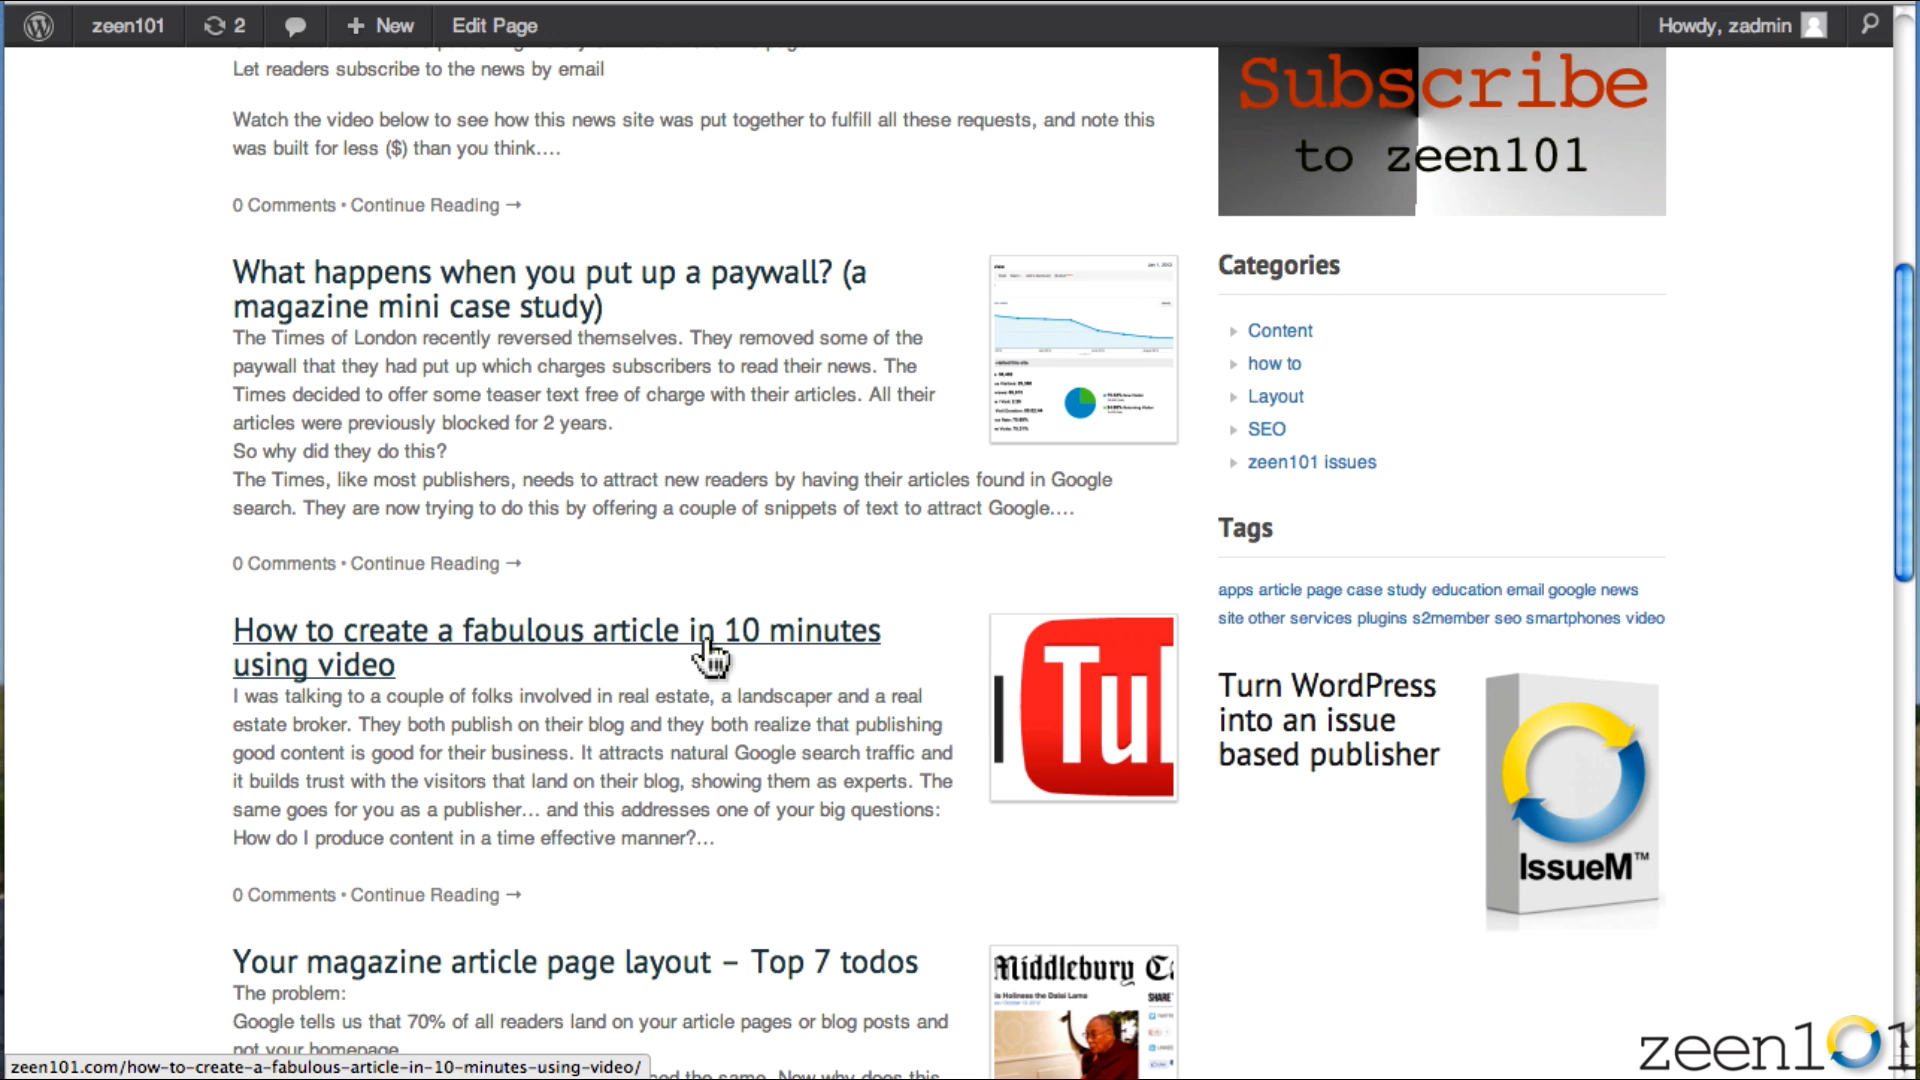 zeen101
2
New
Edit Page
Howdy, zadmin
Let readers subscribe to the news by email
Watch the video below to see how this news site was put together to fulfill all these requests, and note this
was built for less ($) than you think....
0 Comments • Continue Reading →
What happens when you put up a paywall? (a
magazine mini case study)
The Times of London recently reversed themselves. They removed some of the
paywall that they had put up which charges subscribers to read their news. The
Times decided to offer some teaser text free of charge with their articles. All their
articles were previously blocked for 2 years.
So why did they do this?
The Times, like most publishers, needs to attract new readers by having their articles found in Google
search. They are now trying to do this by offering a couple of snippets of text to attract Google....
0 Comments • Continue Reading →
How to create a fabulous article in 10 minutes
using video
I was talking to a couple of folks involved in real estate, a landscaper and a real
estate broker. They both publish on their blog and they both realize that publishing
good content is good for their business. It attracts natural Google search traffic and
it builds trust with the visitors that land on their blog, showing them as experts. The
same goes for you as a publisher... and this addresses one of your big questions:
How do I produce content in a time effective manner?...
0 Comments • Continue Reading →
Tu
Your magazine article page layout – Top 7 todos
The problem:
Google tells us that 70% of all readers land on your article pages or blog posts and
not your homepage
Middlebury Ca
is Holiness the Dalai Lama
SHARE
zeen101.com/how-to-create-a-fabulous-article-in-10-minutes-using-video/
the same. Now why does this
Subscribe
to zeen101
Categories
Content
how to
Layout
SEO
zeen101 issues
Tags
apps article page case study education email google news
site other services plugins s2member seo smartphones video
Turn WordPress
into an issue
based publisher
IssueM™
zeen101